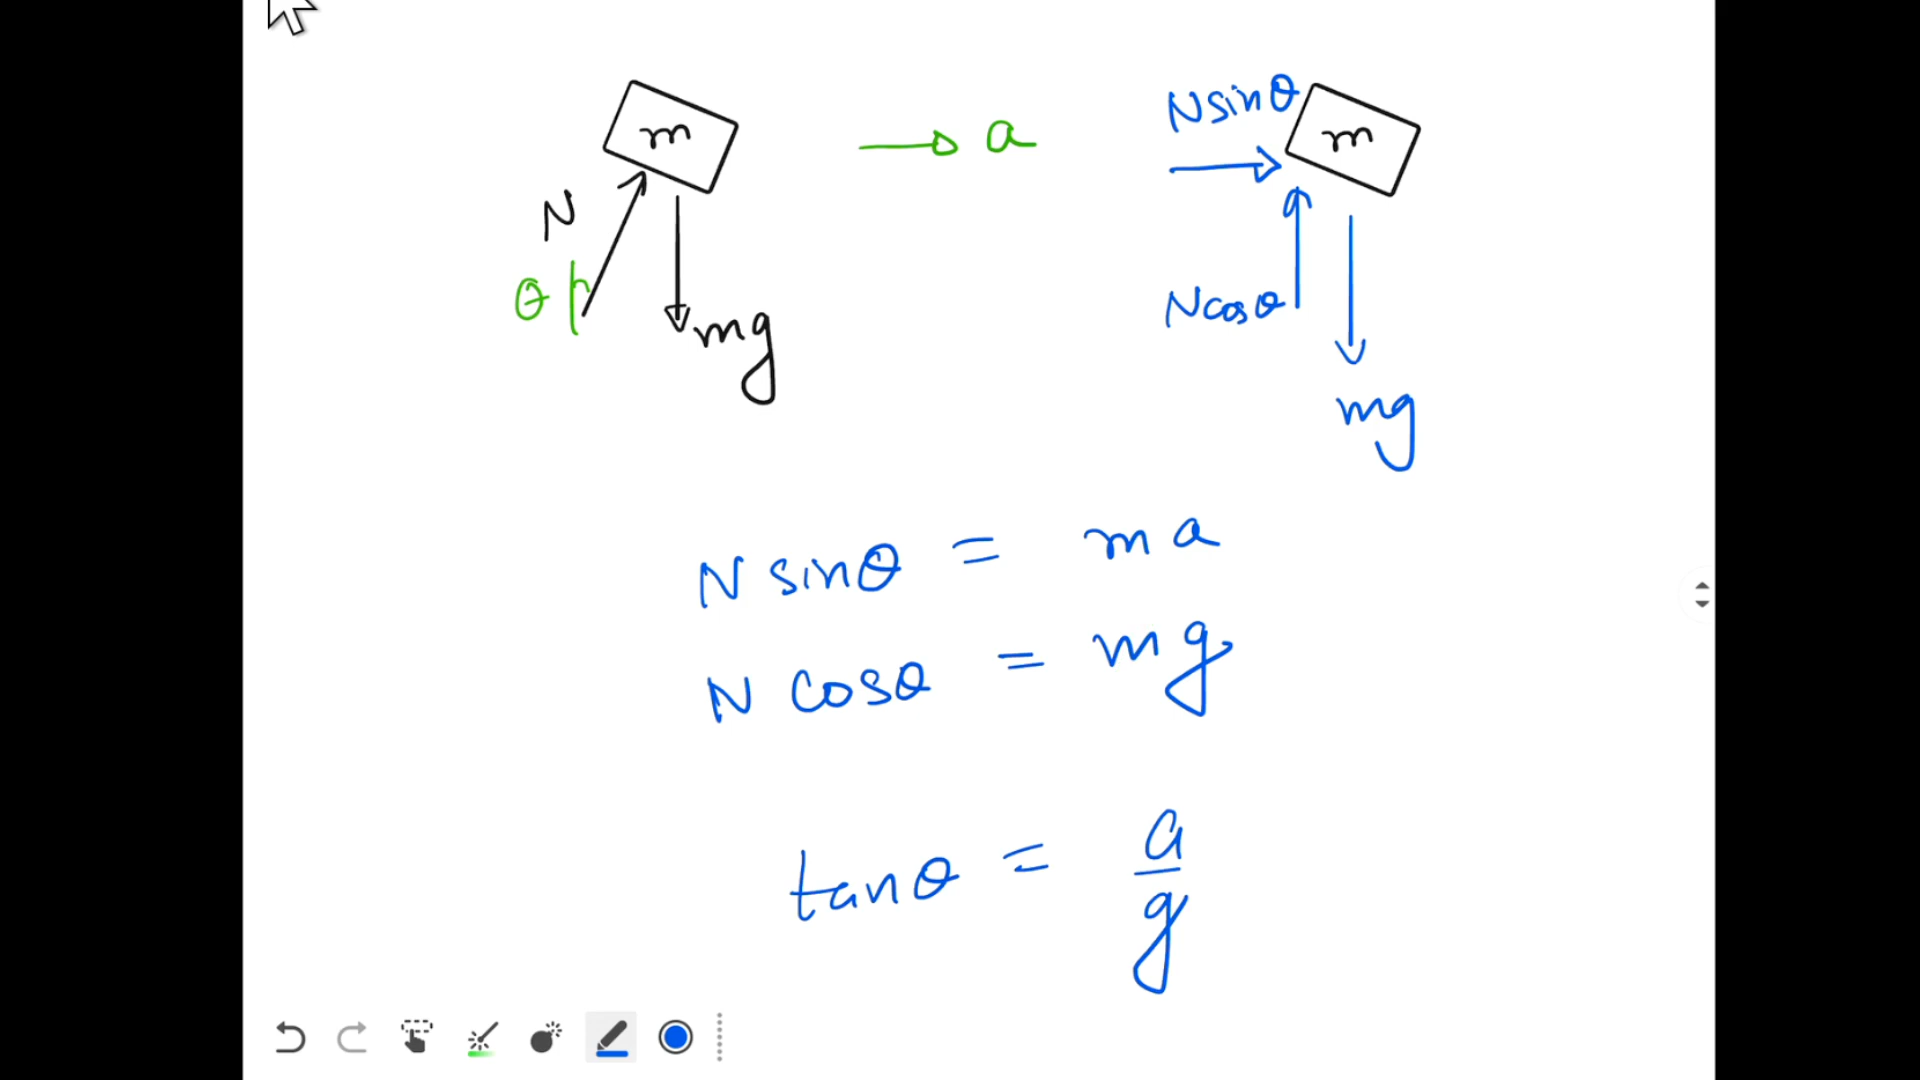 m
N
θ
mg
a
N sinθ
m
N cosθ
mg
N sinθ = ma
N cosθ = mg
tanθ = a/g